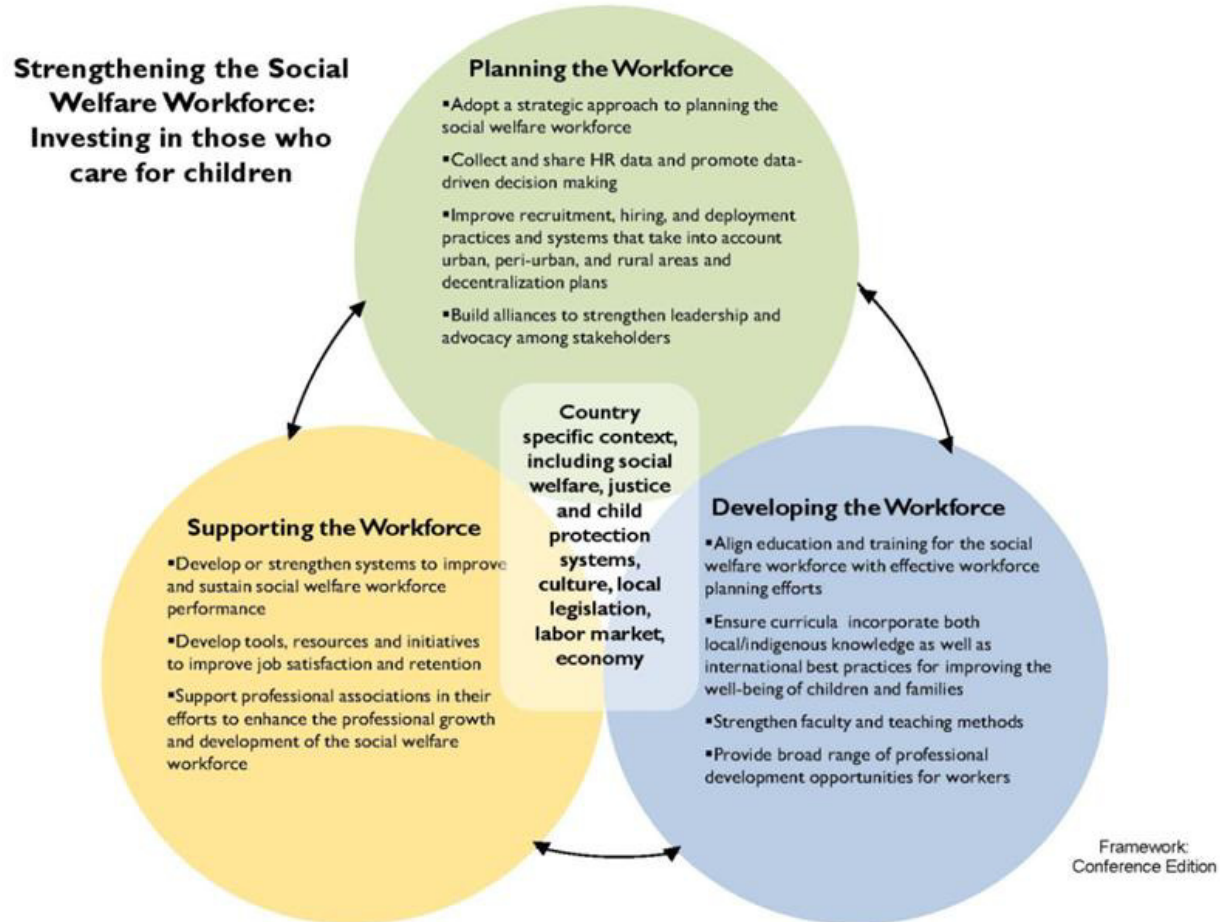 Strengthening the Social
Welfare Workforce:
Investing in those who
care for children
Planning the Workforce
▪Adopt a strategic approach to planning the
social welfare workforce
▪Collect and share HR data and promote data-
driven decision making
▪Improve recruitment, hiring, and deployment
practices and systems that take into account
urban, peri-urban, and rural areas and
decentralization plans
▪Build alliances to strengthen leadership and
advocacy among stakeholders
Country
specific context,
including social
welfare, justice
and child
protection
systems,
culture, local
legislation,
labor market,
economy
Supporting the Workforce
▪Develop or strengthen systems to improve
and sustain social welfare workforce
performance
▪Develop tools, resources and initiatives
to improve job satisfaction and retention
▪Support professional associations in their
efforts to enhance the professional growth
and development of the social welfare
workforce
Developing the Workforce
▪Align education and training for the social
welfare workforce with effective workforce
planning efforts
▪Ensure curricula incorporate both
local/indigenous knowledge as well as
international best practices for improving the
well-being of children and families
▪Strengthen faculty and teaching methods
▪Provide broad range of professional
development opportunities for workers
Framework:
Conference Edition